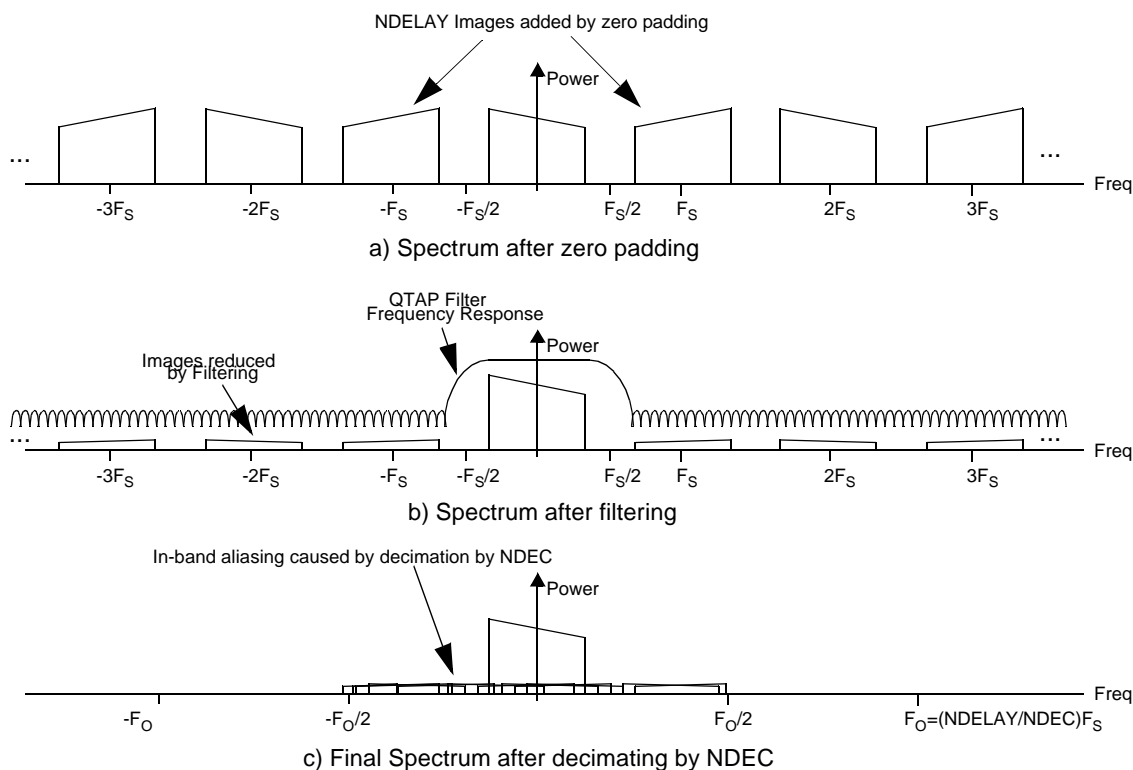 NDELAY Images added by zero padding
Power
...
...
Freq
-3FS
-2FS
-FS
-FS/2
FS/2
FS
2FS
3FS
a) Spectrum after zero padding
QTAP Filter
Frequency Response
Power
Images reduced
by Filtering
...
...
Freq
-3FS
-2FS
-FS
-FS/2
FS/2
FS
2FS
3FS
b) Spectrum after filtering
In-band aliasing caused by decimation by NDEC
Power
Freq
-FO
-FO/2
FO/2
FO=(NDELAY/NDEC)FS
c) Final Spectrum after decimating by NDEC